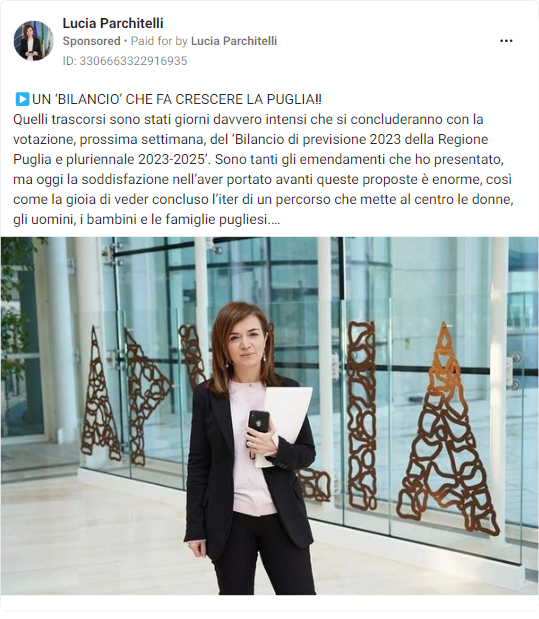 Lucia Parchitelli
Sponsored • Paid for by Lucia Parchitelli
ID: 3306663322916935
▶UN 'BILANCIO' CHE FA CRESCERE LA PUGLIA!!
Quelli trascorsi sono stati giorni davvero intensi che si concluderanno con la
votazione, prossima settimana, del 'Bilancio di previsione 2023 della Regione
Puglia e pluriennale 2023-2025'. Sono tanti gli emendamenti che ho presentato,
ma oggi la soddisfazione nell'aver portato avanti queste proposte è enorme, così
come la gioia di veder concluso l'iter di un percorso che mette al centro le donne,
gli uomini, i bambini e le famiglie pugliesi....